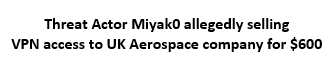 Threat Actor Miyak0 allegedly selling
VPN access to UK Aerospace company for $600